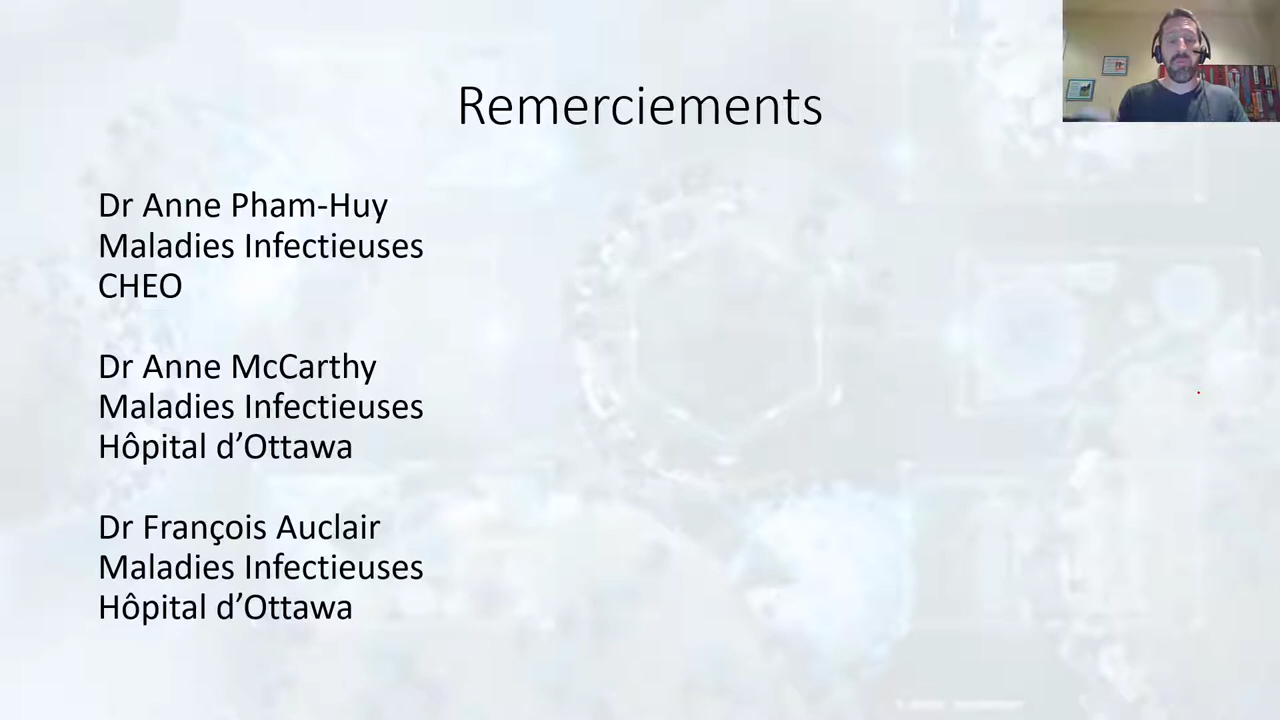 Remerciements
Dr Anne Pham-Huy
Maladies Infectieuses
CHEO
Dr Anne McCarthy
Maladies Infectieuses
Hôpital d’Ottawa
Dr François Auclair
Maladies Infectieuses
Hôpital d’Ottawa